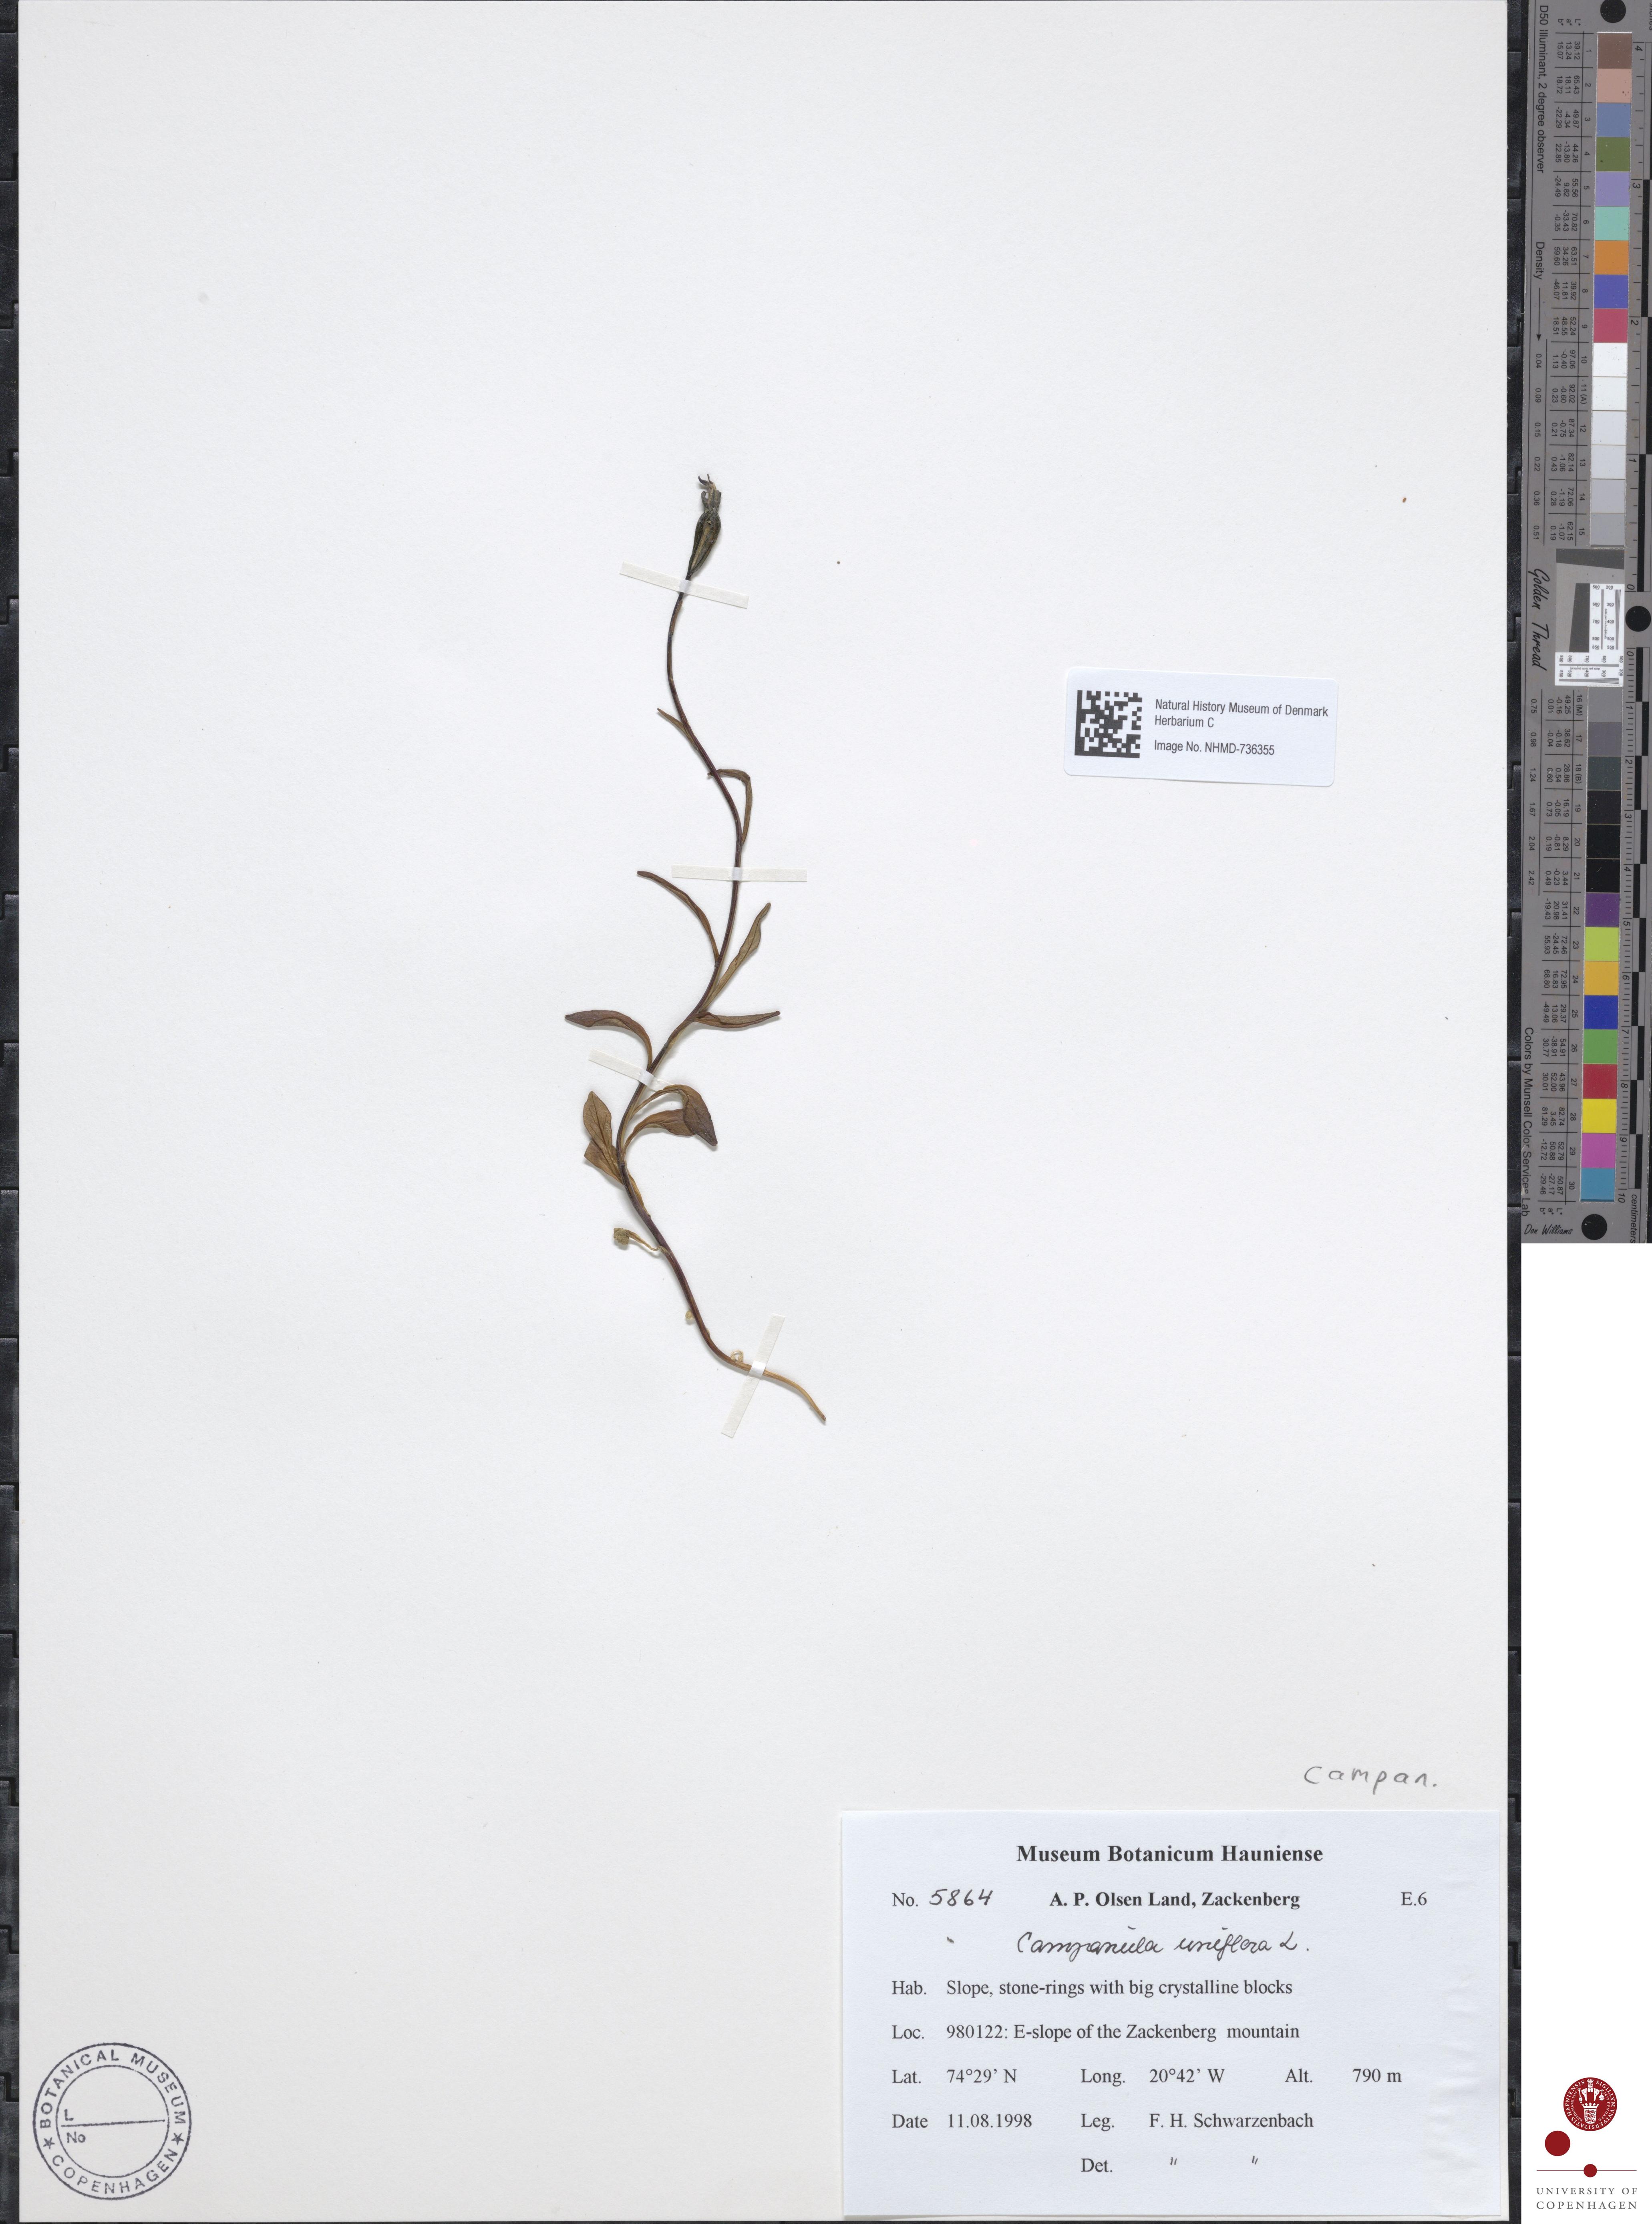 Natural History Museum of Denmark
Herbarium C
Image No. NHMD-736355
Campan.
Museum Botanicum Hauniense
No. 5864 A. P. Olsen Land, Zackenberg E.6
Campanula uniflora L.
Hab. Slope, stone-rings with big crystalline blocks
Loc. 980122: E-slope of the Zackenberg mountain
Lat. 74°29’ N Long. 20°42’ W Alt. 790 m
Date 11.08.1998 Leg. F. H. Schwarzenbach
Det. " "
BOTANICAL MUSEUM
L
No
COPENHAGEN
D50 Illuminant, 2 degree observer
Density
Golden Thread
Colors by Munsell Color Services Lab
Don Williams
centimeters
UNIVERSITY OF
COPENHAGEN